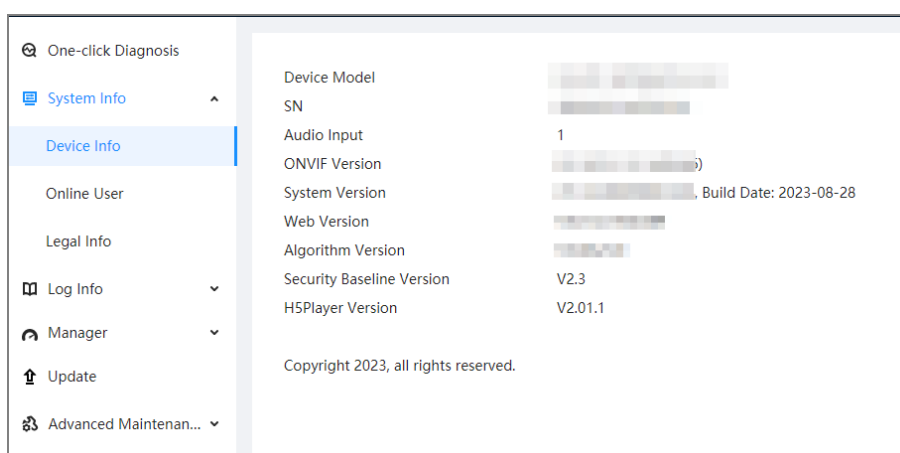 One-click Diagnosis
System Info
Device Info
Online User
Legal Info
Log Info
Manager
Update
Advanced Maintenan...
Device Model
SN
Audio Input 1
ONVIF Version )
System Version , Build Date: 2023-08-28
Web Version
Algorithm Version
Security Baseline Version V2.3
H5Player Version V2.01.1
Copyright 2023, all rights reserved.